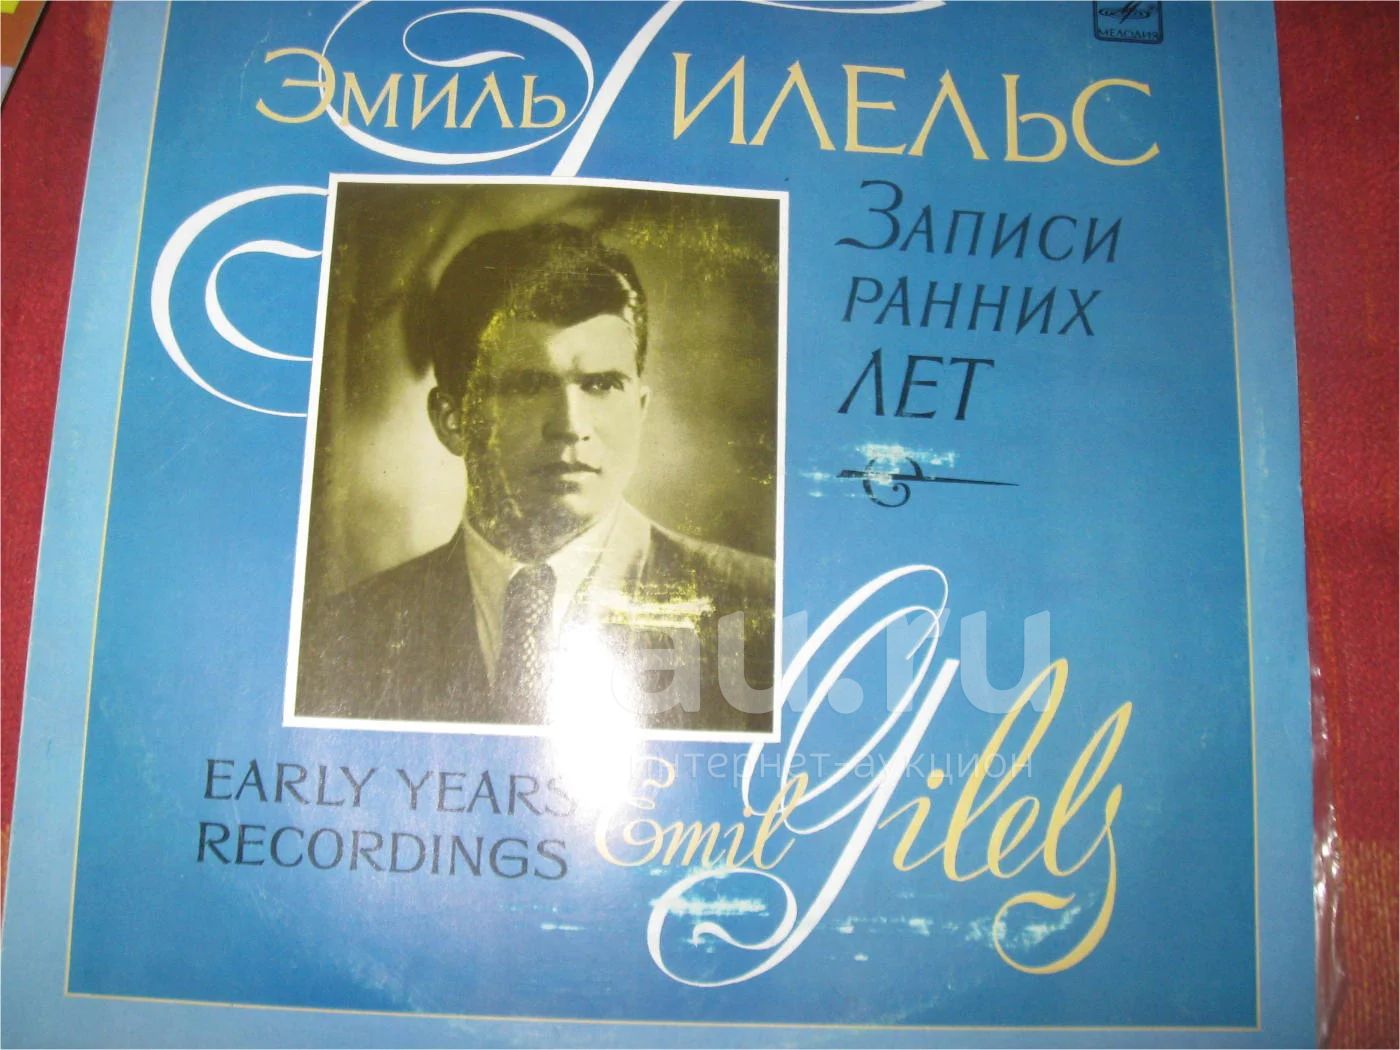 МЕЛОДИЯ
ЭМИЛЬ ГИЛЕЛЬС
ЗАПИСИ
РАННИХ
ЛЕТ
au.ru
интернет-аукцион
EARLY YEARS
RECORDINGS
Emil Gilels